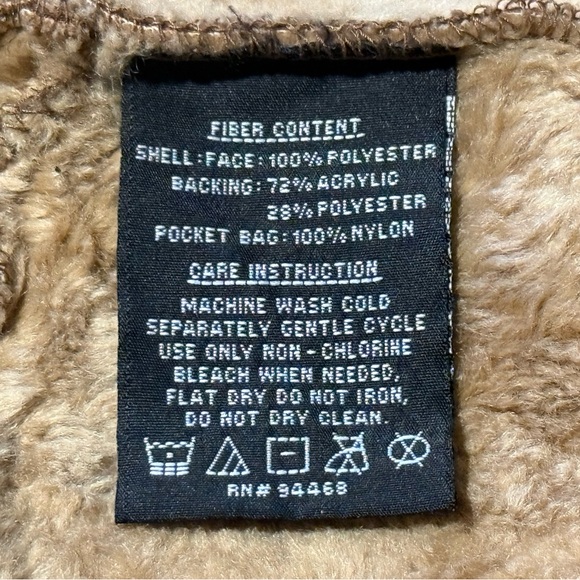 FIBER CONTENT
SHELL: FACE: 100% POLYESTER
BACKING: 72% ACRYLIC
28% POLYESTER
POCKET BAG: 100% NYLON
CARE INSTRUCTION
MACHINE WASH COLD
SEPARATELY GENTLE CYCLE
USE ONLY NON - CHLORINE
BLEACH WHEN NEEDED,
FLAT DRY DO NOT IRON,
DO NOT DRY CLEAN.
RN# 94468